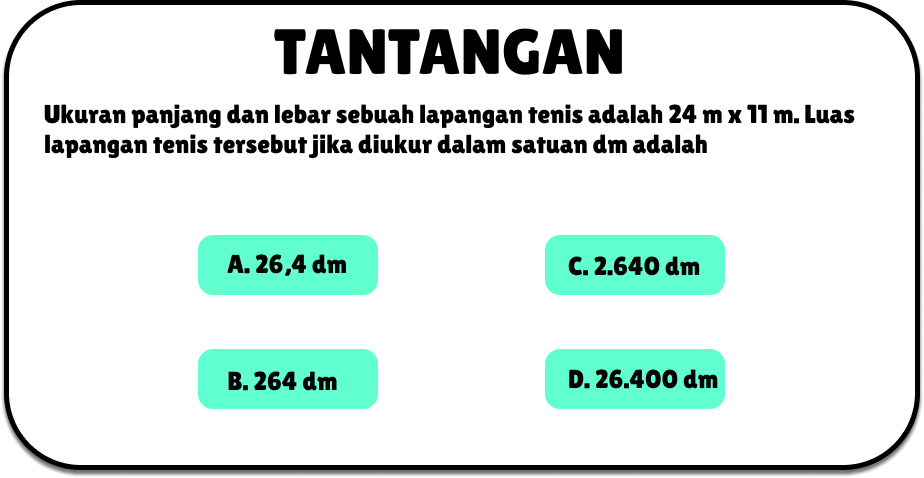 TANTANGAN
Ukuran panjang dan lebar sebuah lapangan tenis adalah 24 m x 11 m. Luas
lapangan tenis tersebut jika diukur dalam satuan dm adalah
A. 26,4 dm
C. 2.640 dm
B. 264 dm
D. 26.400 dm